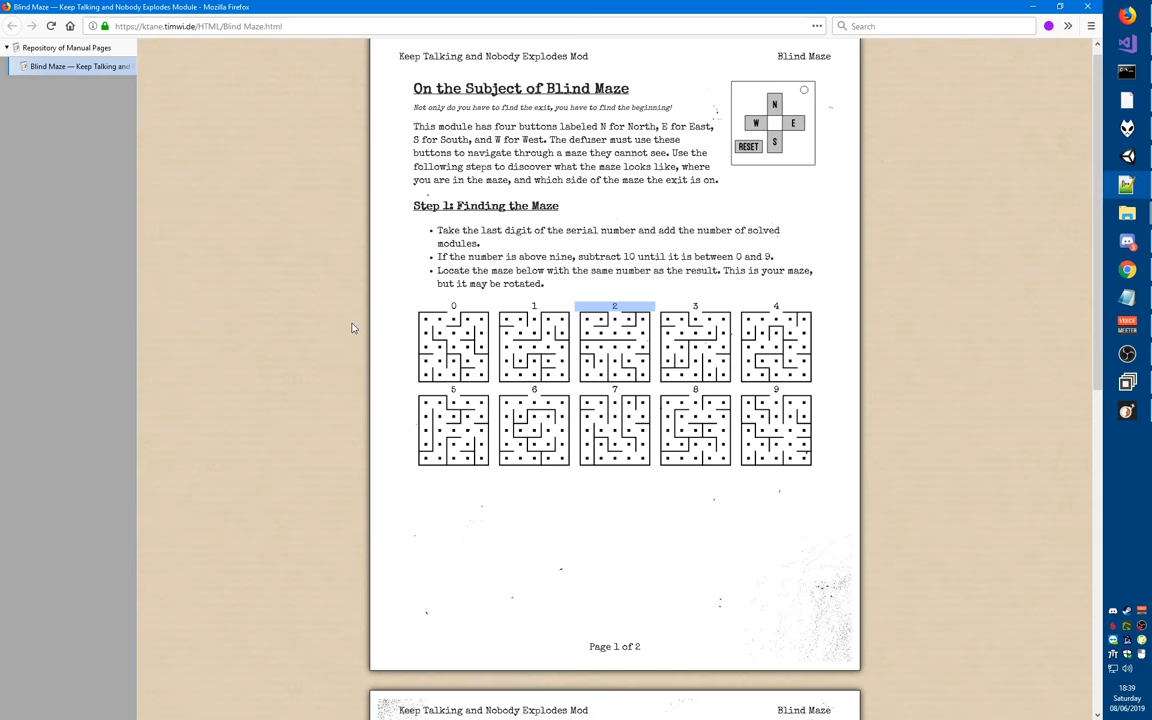 Blind Maze — Keep Talking and Nobody Explodes Module - Mozilla Firefox
https://ktane.timwi.de/HTML/Blind Maze.html
Search
Repository of Manual Pages
Blind Maze — Keep Talking and
Keep Talking and Nobody Explodes Mod
Blind Maze
On the Subject of Blind Maze
Not only do you have to find the exit, you have to find the beginning!
This module has four buttons labeled N for North, E for East,
S for South, and W for West. The defuser must use these
buttons to navigate through a maze they cannot see. Use the
following steps to discover what the maze looks like, where
you are in the maze, and which side of the maze the exit is on.
N
W E
RESET S
Step 1: Finding the Maze
• Take the last digit of the serial number and add the number of solved
modules.
• If the number is above nine, subtract 10 until it is between 0 and 9.
• Locate the maze below with the same number as the result. This is your maze,
but it may be rotated.
0 1 2 3 4
5 6 7 8 9
Page 1 of 2
Keep Talking and Nobody Explodes Mod
Blind Maze
VOICE
MEETER
18:39
Saturday
08/06/2019